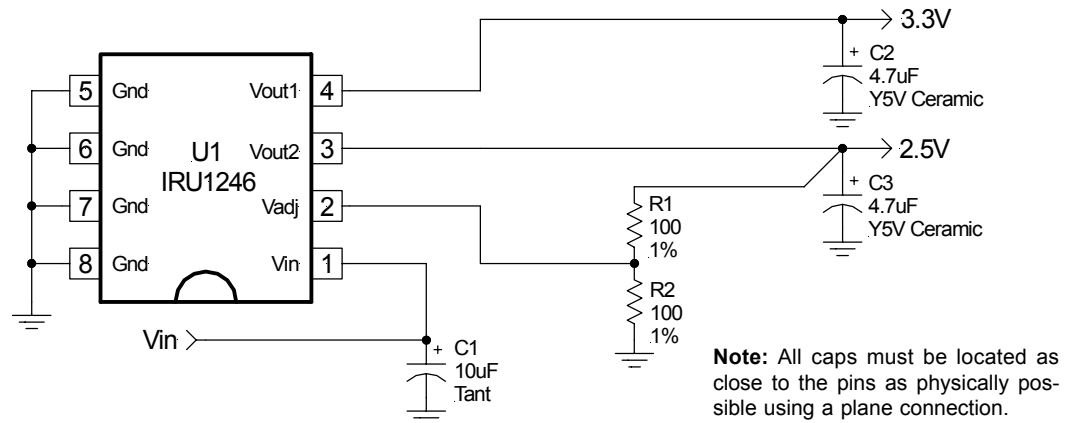 3.3V
+ C2
4.7uF
Y5V Ceramic
5 Gnd Vout1 4
6 Gnd Vout2 3
U1
IRU1246
7 Gnd Vadj 2
8 Gnd Vin 1
2.5V
+ C3
4.7uF
Y5V Ceramic
R1
100
1%
R2
100
1%
Vin
+ C1
10uF
Tant
Note: All caps must be located as
close to the pins as physically pos-
sible using a plane connection.